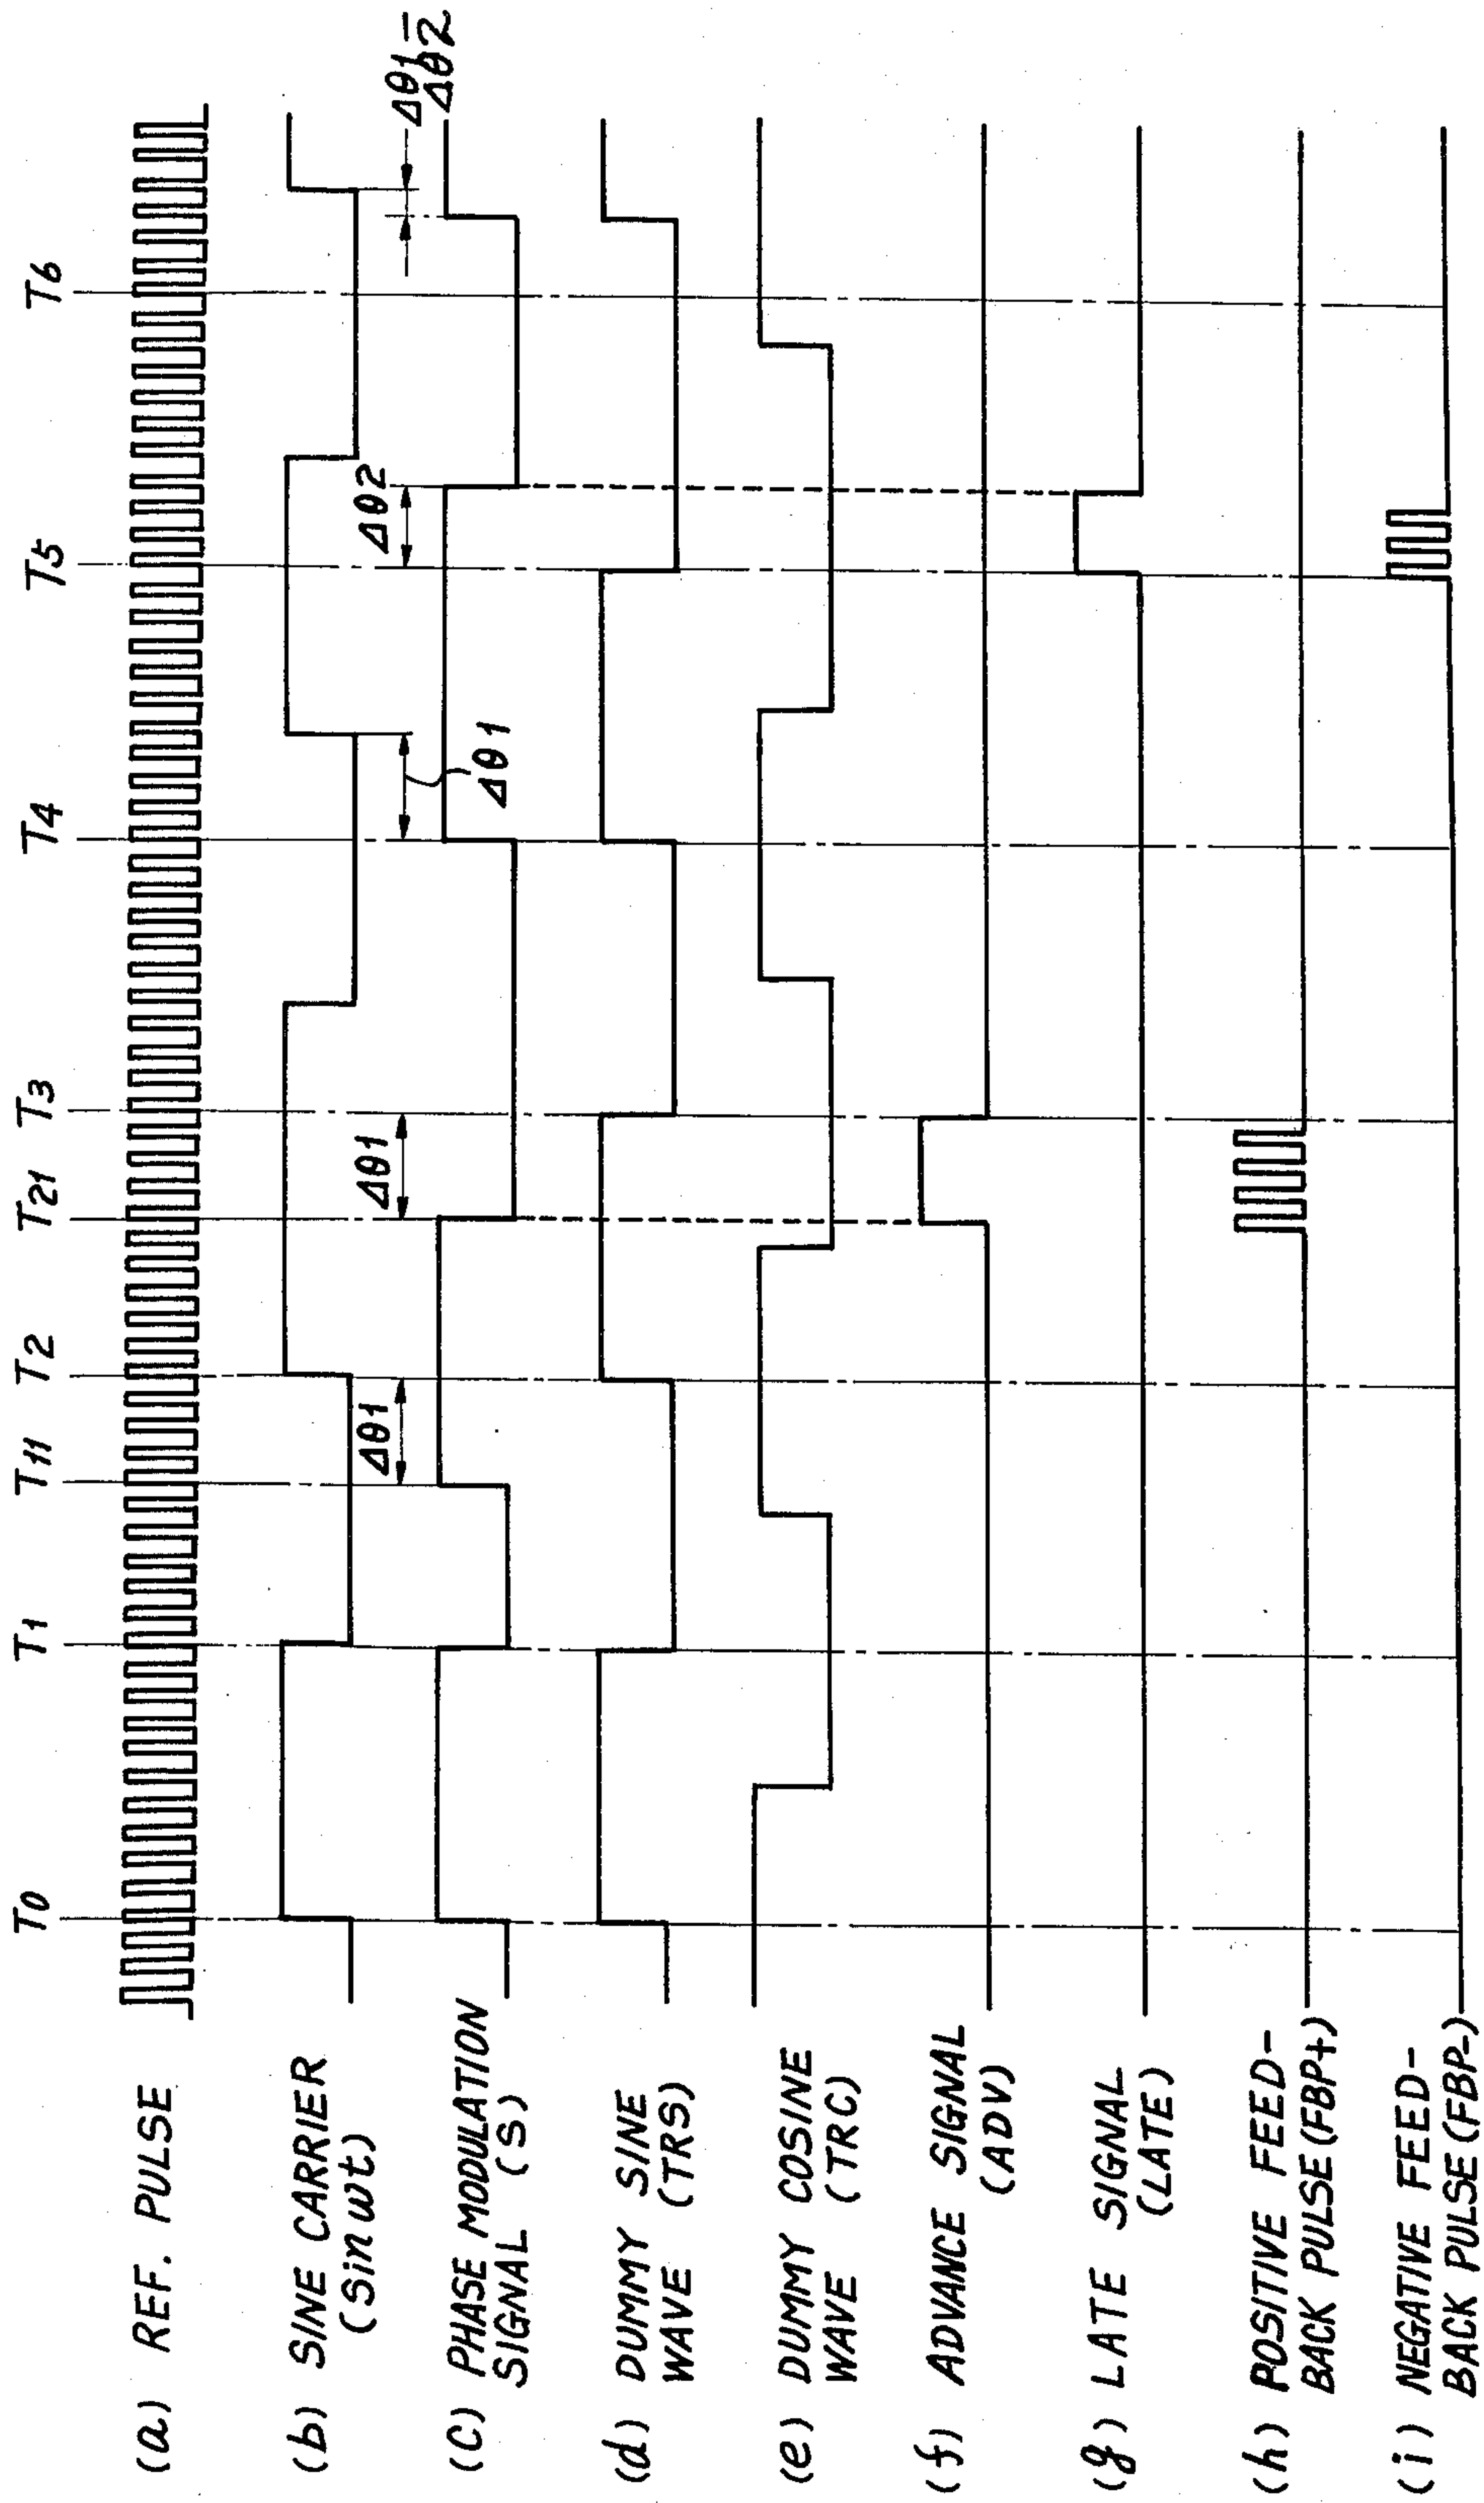 T0 T1 T11 T2 T21 T3 T4 T5 T6
(a) REF. PULSE
(b) SINE CARRIER
(Sin wt)
Δθ1
Δθ1
Δθ1
Δθ2
Δθ1-
Δθ2
(c) PHASE MODULATION
SIGNAL (S)
(d) DUMMY SINE
WAVE (TRS)
(e) DUMMY COSINE
WAVE (TRC)
(f) ADVANCE SIGNAL
(ADV)
(g) LATE SIGNAL
(LATE)
(h) POSITIVE FEED-
BACK PULSE (FBP+)
(i) NEGATIVE FEED-
BACK PULSE (FBP-)